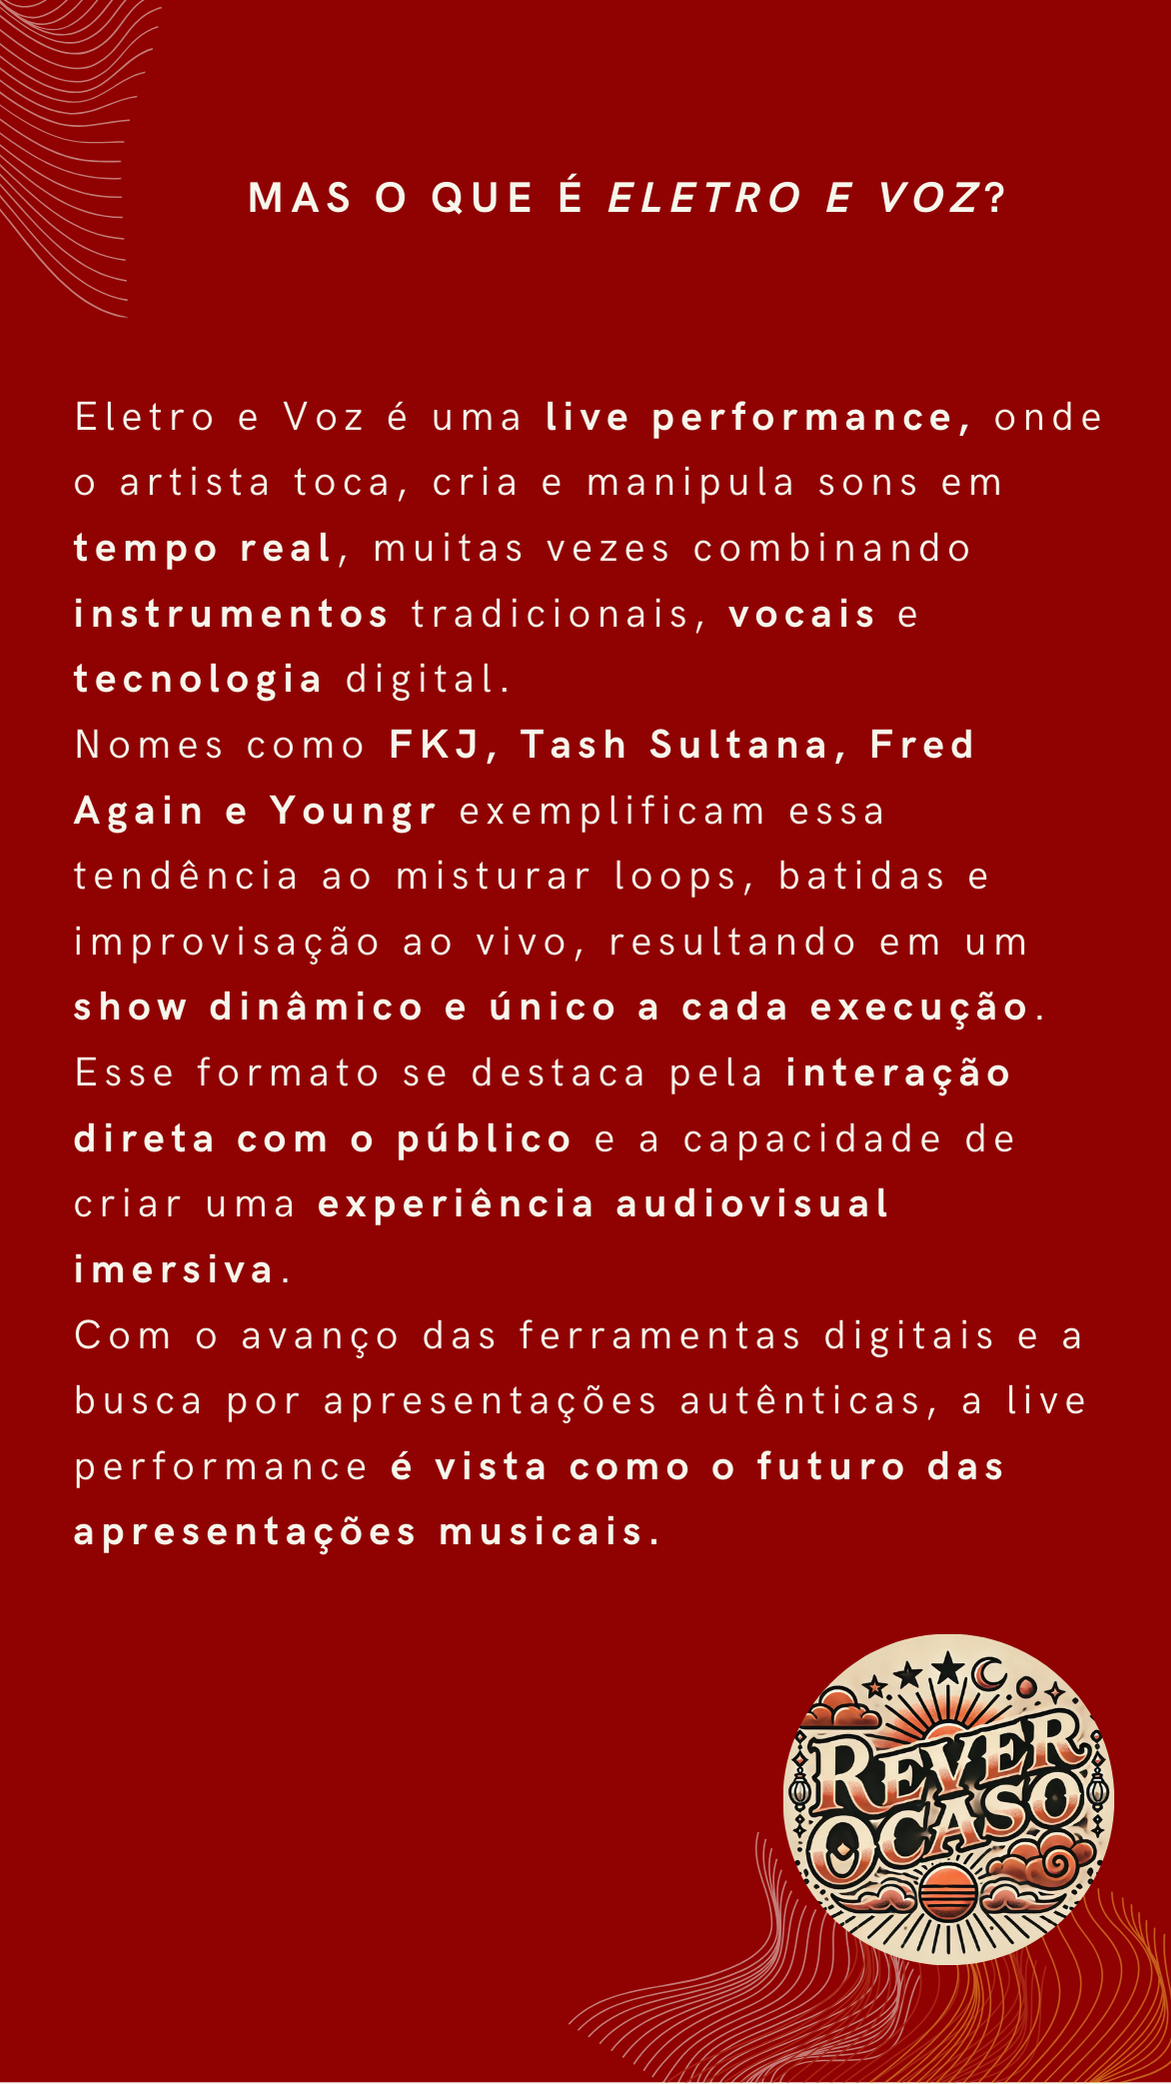 MAS O QUE É ELETRO E VOZ?
Eletro e Voz é uma live performance, onde
o artista toca, cria e manipula sons em
tempo real, muitas vezes combinando
instrumentos tradicionais, vocais e
tecnologia digital.
Nomes como FKJ, Tash Sultana, Fred
Again e Youngr exemplificam essa
tendência ao misturar loops, batidas e
improvisação ao vivo, resultando em um
show dinâmico e único a cada execução.
Esse formato se destaca pela interação
direta com o público e a capacidade de
criar uma experiência audiovisual
imersiva.
Com o avanço das ferramentas digitais e a
busca por apresentações autênticas, a live
performance é vista como o futuro das
apresentações musicais.
REVER
OCASO